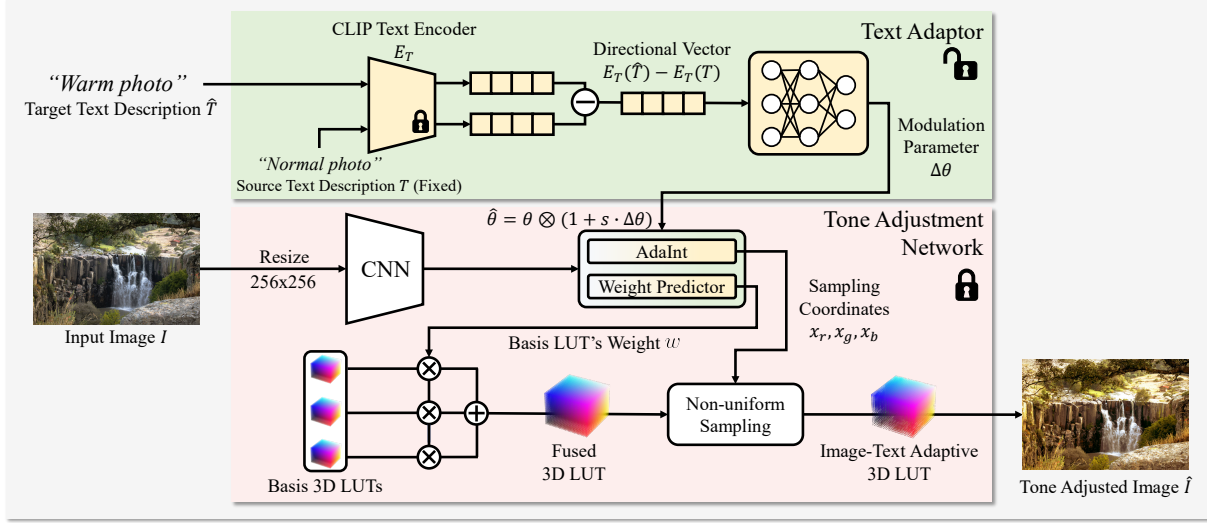 CLIP Text Encoder
E_T
Directional Vector
E_T(T̂) − E_T(T)
Text Adaptor
“Warm photo”
Target Text Description T̂
“Normal photo”
Source Text Description T (Fixed)
Modulation
Parameter
Δθ
θ̂ = θ ⊗ (1 + s · Δθ)
Tone Adjustment
Network
Resize
256x256
CNN
AdaInt
Weight Predictor
Sampling
Coordinates
x_r, x_g, x_b
Input Image I
Basis LUT’s Weight w
Non-uniform
Sampling
Basis 3D LUTs
Fused
3D LUT
Image-Text Adaptive
3D LUT
Tone Adjusted Image Î